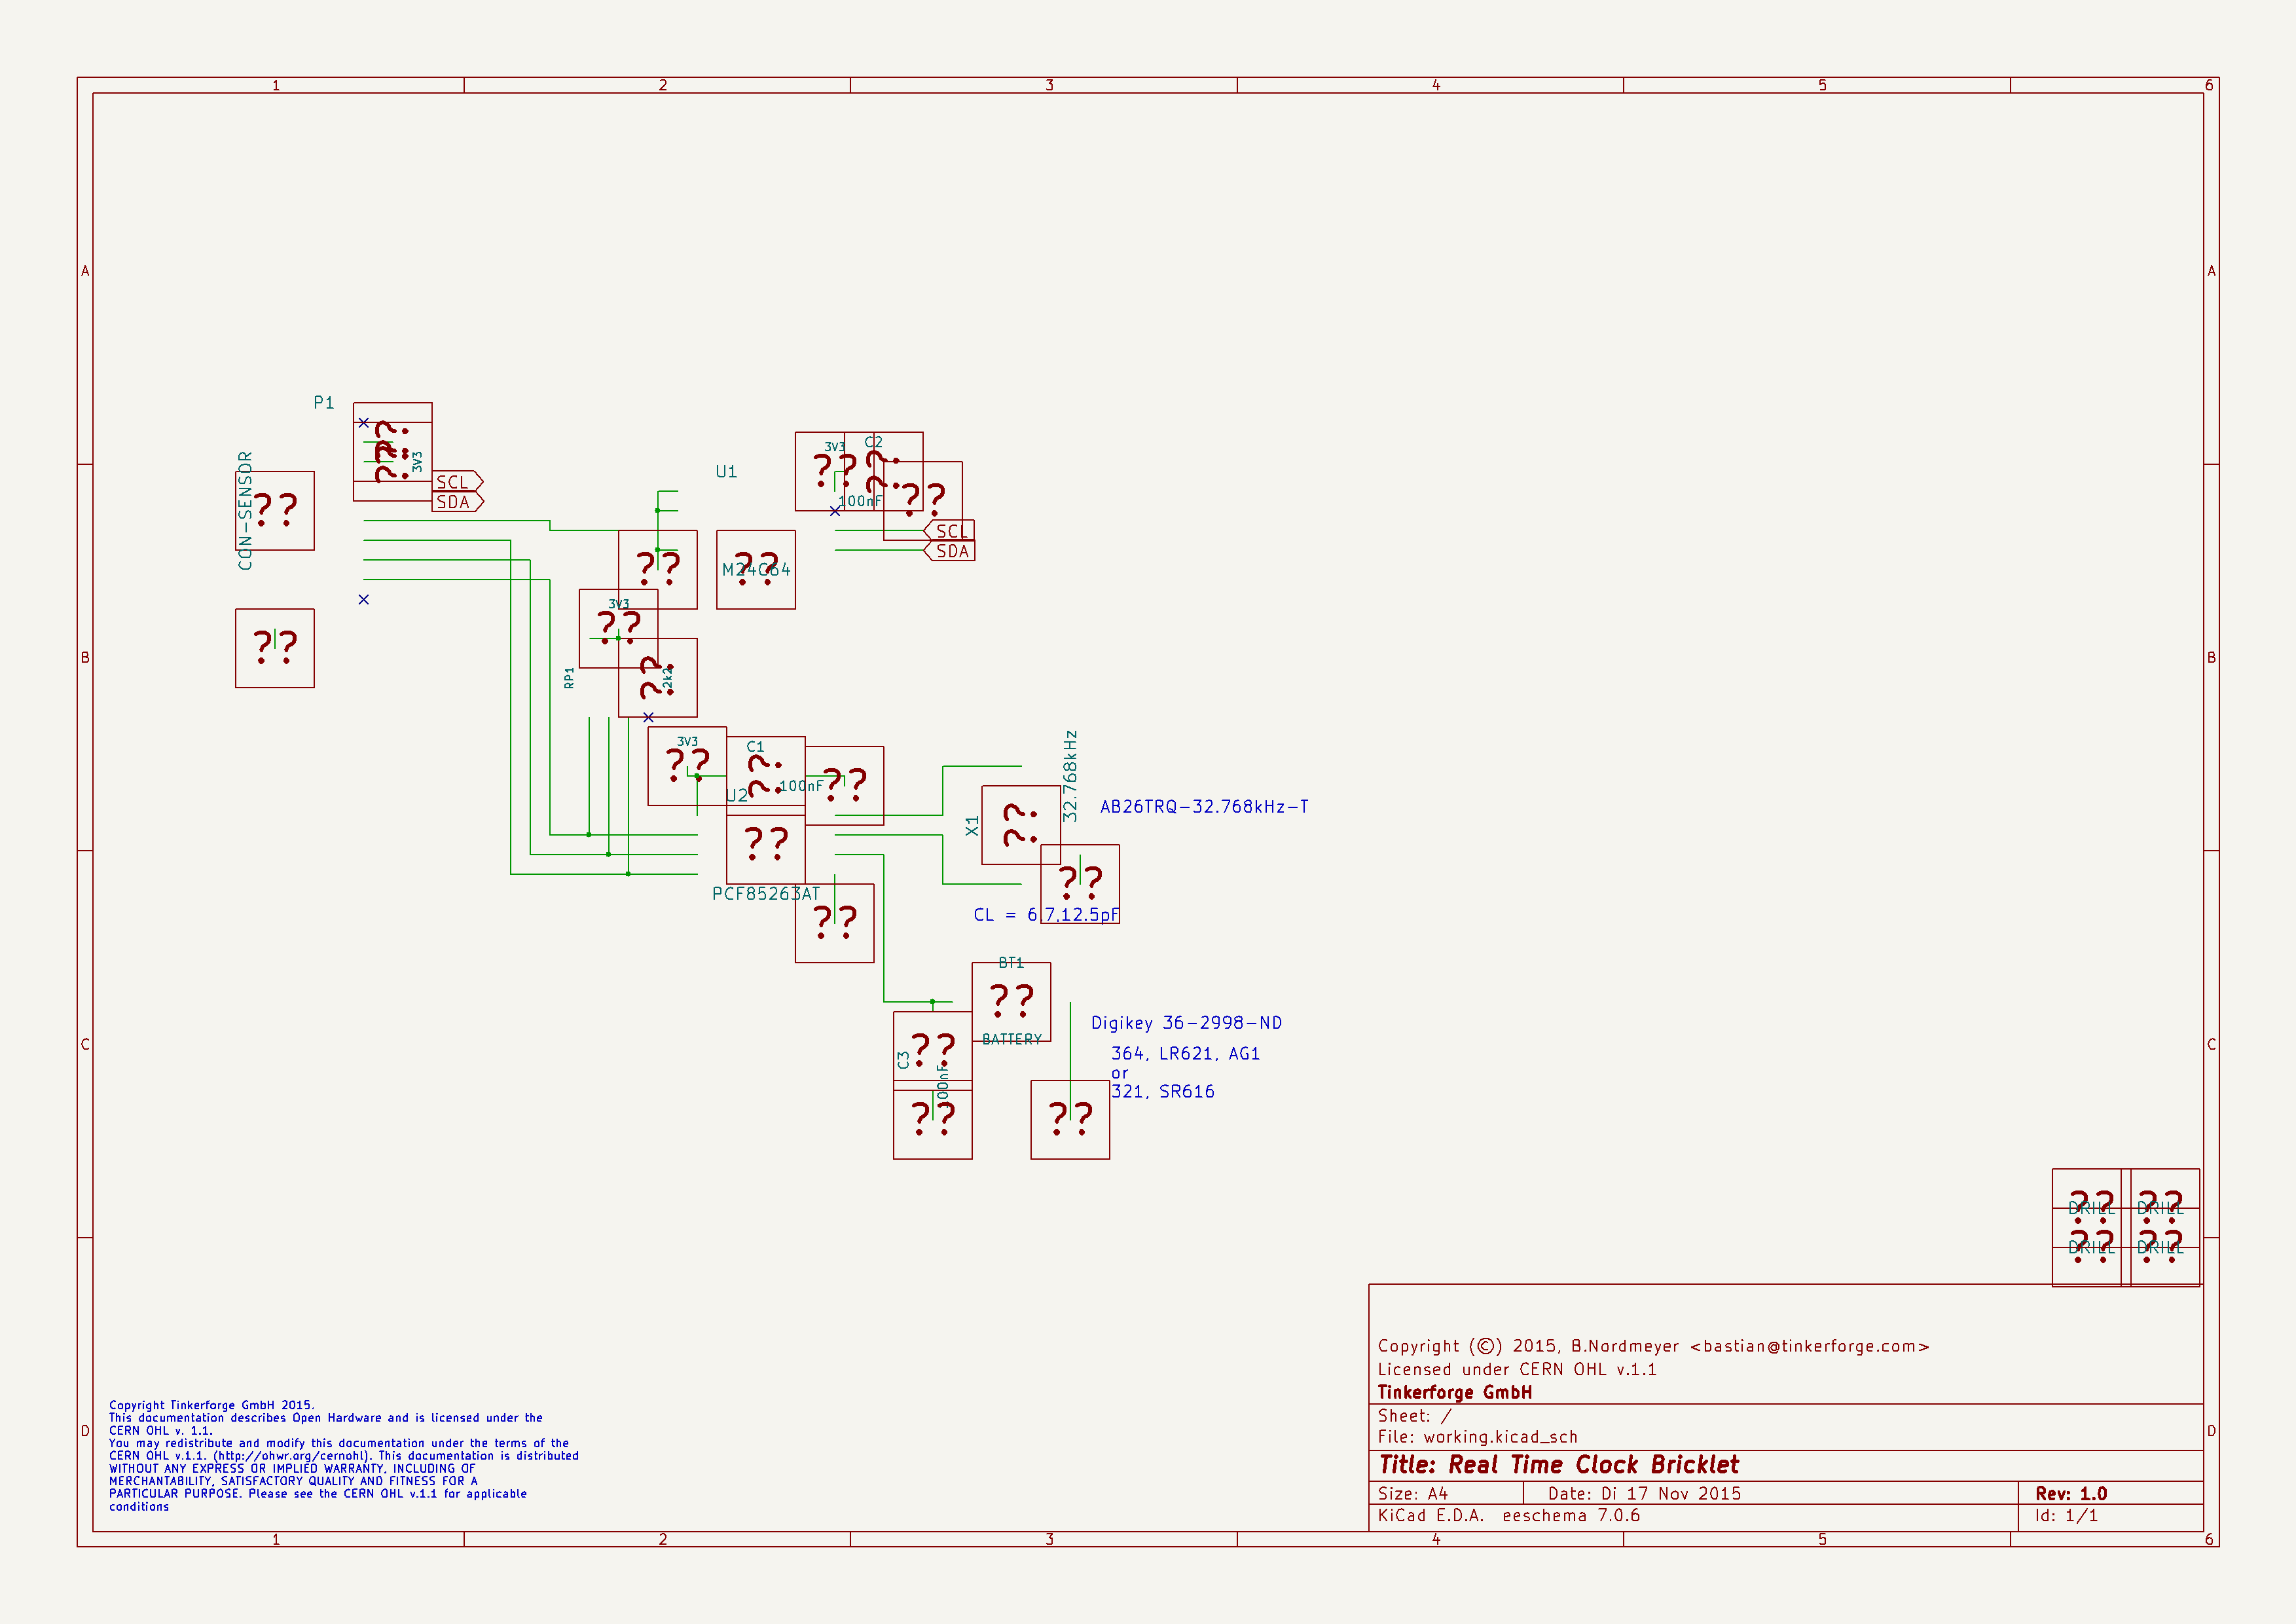 1 2 3 4 5 6
A A
B B
C C
D D
P1
CON-SENSOR
??
??
??
??
3V3
SCL
SDA
U1
3V3
C2
??
??
100nF
??
SCL
SDA
??
??
M24C64
3V3
??
RP1
??
2k2
3V3
??
C1
??
100nF
??
U2
??
PCF85263AT
??
32.768kHz
X1
??
AB26TRQ-32.768kHz-T
??
CL = 6,7,12.5pF
BT1
??
BATTERY
Digikey 36-2998-ND
364, LR621, AG1
or
321, SR616
C3
??
100nF
??
??
?? ??
DRILL DRILL
?? ??
DRILL DRILL
Copyright (©) 2015, B.Nordmeyer <bastian@tinkerforge.com>
Licensed under CERN OHL v.1.1
Tinkerforge GmbH
Sheet: /
File: working.kicad_sch
Title: Real Time Clock Bricklet
Size: A4 Date: Di 17 Nov 2015 Rev: 1.0
KiCad E.D.A. eeschema 7.0.6 Id: 1/1
Copyright Tinkerforge GmbH 2015.
This documentation describes Open Hardware and is licensed under the
CERN OHL v. 1.1.
You may redistribute and modify this documentation under the terms of the
CERN OHL v.1.1. (http://ohwr.org/cernohl). This documentation is distributed
WITHOUT ANY EXPRESS OR IMPLIED WARRANTY, INCLUDING OF
MERCHANTABILITY, SATISFACTORY QUALITY AND FITNESS FOR A
PARTICULAR PURPOSE. Please see the CERN OHL v.1.1 for applicable
conditions
1 2 3 4 5 6